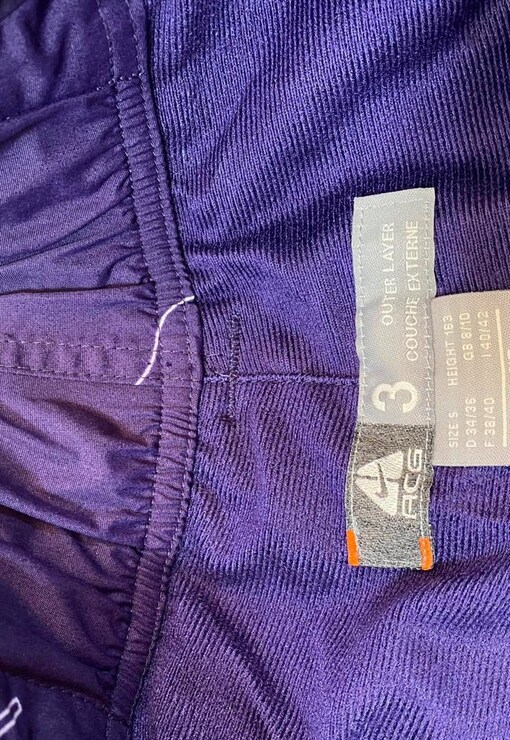 ACG
3
OUTER LAYER
COUCHE EXTERNE
SIZE S HEIGHT 163
D 34/36 GB 8/10
F 38/40 I 40/42